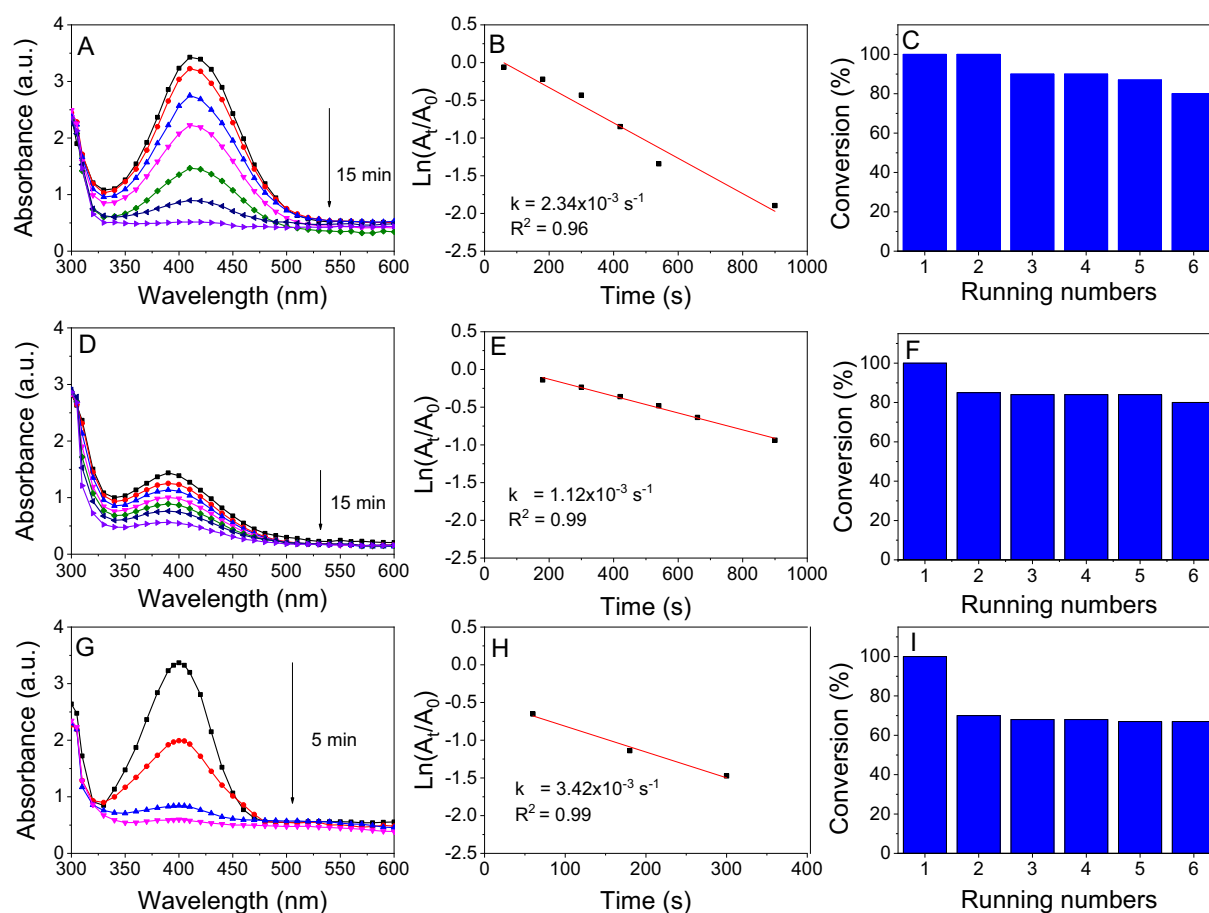 A
Absorbance (a.u.)
4
3
2
1
0
300 350 400 450 500 550 600
Wavelength (nm)
15 min
B
Ln(At/A0)
0.5
0.0
-0.5
-1.0
-1.5
-2.0
-2.5
0 200 400 600 800 1000
Time (s)
k = 2.34x10⁻³ s⁻¹
R² = 0.96
C
Conversion (%)
100
80
60
40
20
0
1 2 3 4 5 6
Running numbers
D
Absorbance (a.u.)
4
3
2
1
0
300 350 400 450 500 550 600
Wavelength (nm)
15 min
E
Ln(At/A0)
0.5
0.0
-0.5
-1.0
-1.5
-2.0
-2.5
0 200 400 600 800 1000
Time (s)
k = 1.12x10⁻³ s⁻¹
R² = 0.99
F
Conversion (%)
100
80
60
40
20
0
1 2 3 4 5 6
Running numbers
G
Absorbance (a.u.)
4
3
2
1
0
300 350 400 450 500 550 600
Wavelength (nm)
5 min
H
Ln(At/A0)
0.5
0.0
-0.5
-1.0
-1.5
-2.0
-2.5
0 100 200 300 400
Time (s)
k = 3.42x10⁻³ s⁻¹
R² = 0.99
I
Conversion (%)
100
80
60
40
20
0
1 2 3 4 5 6
Running numbers